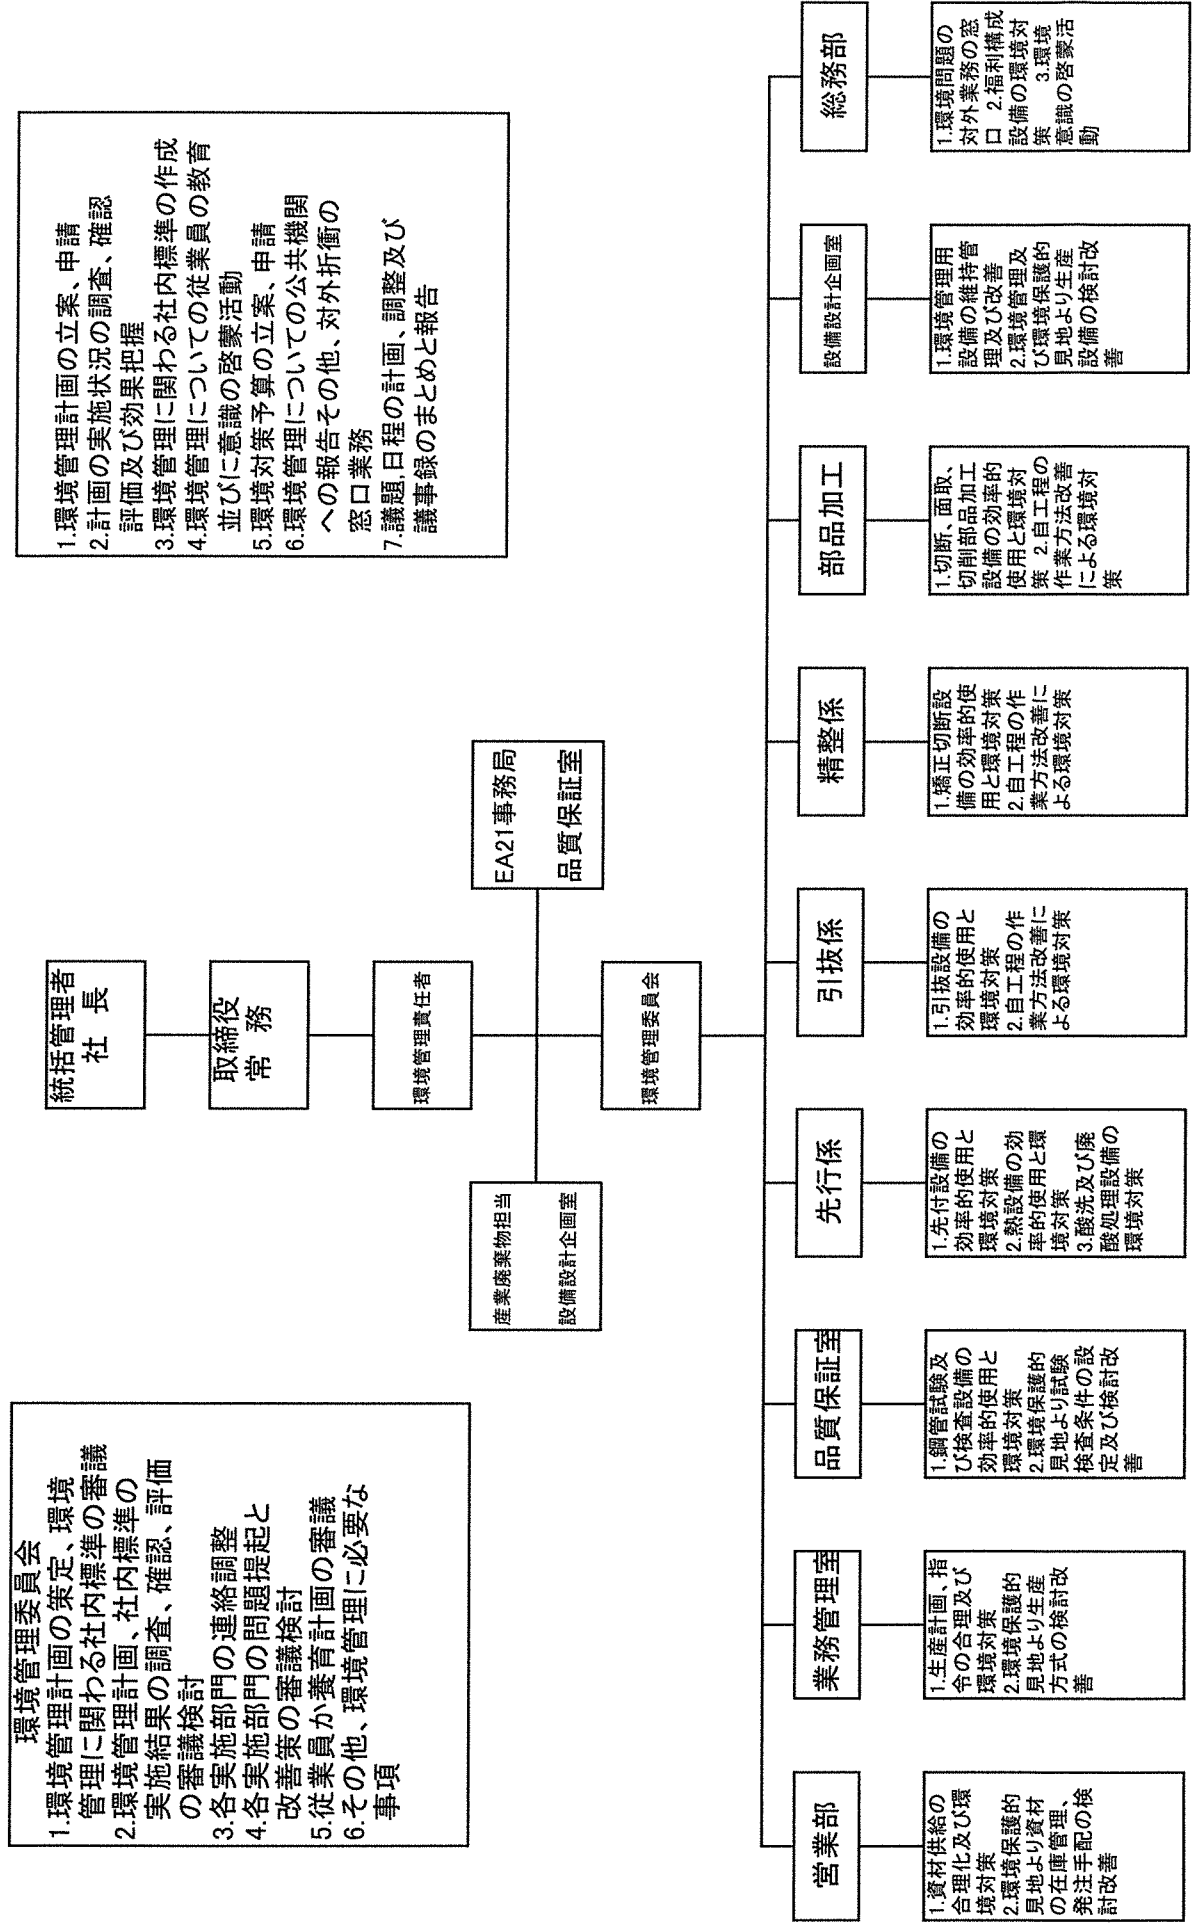 環境管理委員会
1.環境管理計画の策定、環境
管理に関わる社内標準の審議
2.環境管理計画、社内標準の
実施結果の調査、確認、評価
の審議検討
3.各実施部門の連絡調整
4.各実施部門の問題提起と
改善策の審議検討
5.従業員か養育計画の審議
6.その他、環境管理に必要な
事項
統括管理者
社 長
取締役
常 務
環境管理責任者
産業廃棄物担当
設備設計企画室
EA21事務局
品質保証室
環境管理委員会
1.環境管理計画の立案、申請
2.計画の実施状況の調査、確認
評価及び効果把握
3.環境管理に関わる社内標準の作成
4.環境管理についての従業員の教育
並びに意識の啓蒙活動
5.環境対策予算の立案、申請
6.環境管理についての公共機関
への報告その他、対外折衝の
窓口業務
7.議題日程の計画、調整及び
議事録のまとめと報告
営業部
1.資材供給の
合理化及び環
境対策
2.環境保護的
見地より資材
の在庫管理、
発注手配の検
討改善
業務管理室
1.生産計画、指
令の合理及び
環境対策
2.環境保護的
見地より生産
方式の検討改
善
品質保証室
1.鋼管試験及
び検査設備の
効率的使用と
環境対策
2.環境保護的
見地より試験
検査条件の設
定及び検討改
善
先行係
1.先付設備の
効率的使用と
環境対策
2.熱設備の効
率的使用と環
境対策
3.酸洗及び廃
酸処理設備の
環境対策
引抜係
1.引抜設備の
効率的使用と
環境対策
2.自工程の作
業方法改善に
よる環境対策
精整係
1.矯正切断設
備の効率的使
用と環境対策
2.自工程の作
業方法改善に
よる環境対策
部品加工
1.切断、面取、
切削部品加工
設備の効率的
使用と環境対
策 2.自工程の
作業方法改善
による環境対
策
設備設計企画室
1.環境管理用
設備の維持管
理及び改善
2.環境管理及
び環境保護的
見地より生産
設備の検討改
善
総務部
1.環境問題の
対外業務の窓
口 2.福利構成
設備の環境対
策 3.環境
意識の啓蒙活
動